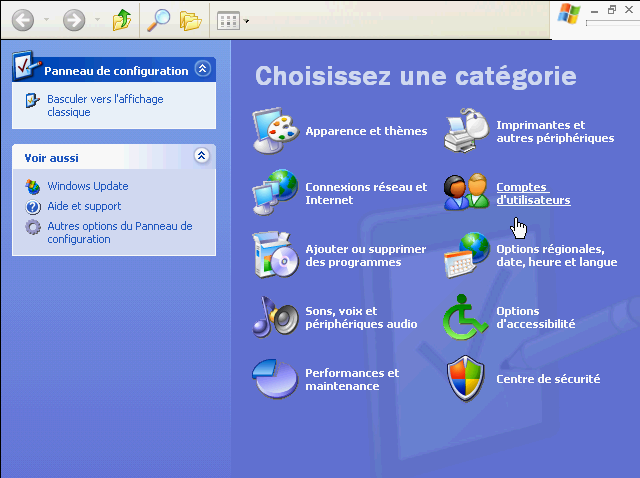 Panneau de configuration
Basculer vers l'affichage
classique
Voir aussi
Windows Update
Aide et support
Autres options du Panneau de
configuration
Choisissez une catégorie
Apparence et thèmes
Imprimantes et
autres périphériques
Connexions réseau et
Internet
Comptes
d'utilisateurs
Ajouter ou supprimer
des programmes
Options régionales,
date, heure et langue
Sons, voix et
périphériques audio
Options
d'accessibilité
Performances et
maintenance
Centre de sécurité